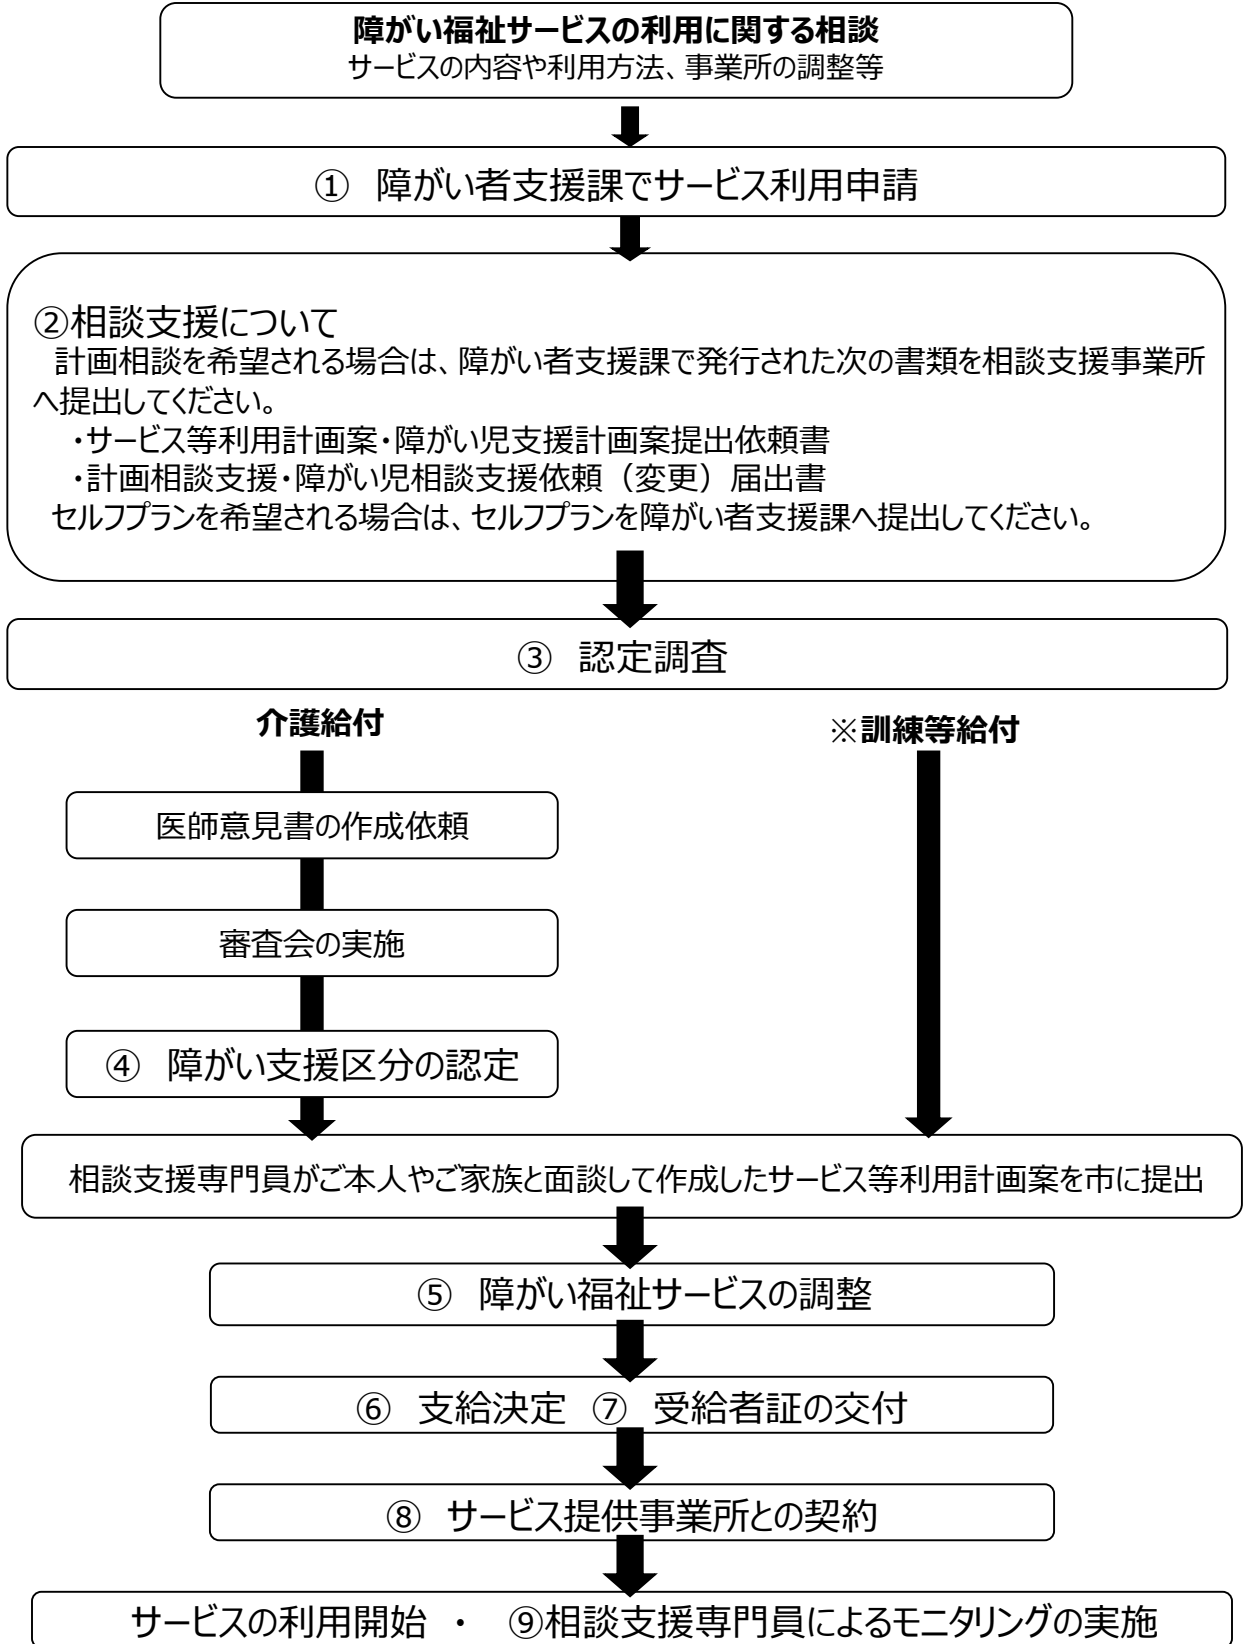 障がい福祉サービスの利用に関する相談
サービスの内容や利用方法、事業所の調整等
① 障がい者支援課でサービス利用申請
②相談支援について
計画相談を希望される場合は、障がい者支援課で発行された次の書類を相談支援事業所
へ提出してください。
・サービス等利用計画案・障がい児支援計画案提出依頼書
・計画相談支援・障がい児相談支援依頼（変更）届出書
セルフプランを希望される場合は、セルフプランを障がい者支援課へ提出してください。
③ 認定調査
介護給付
※訓練等給付
医師意見書の作成依頼
審査会の実施
④ 障がい支援区分の認定
相談支援専門員がご本人やご家族と面談して作成したサービス等利用計画案を市に提出
⑤ 障がい福祉サービスの調整
⑥ 支給決定 ⑦ 受給者証の交付
⑧ サービス提供事業所との契約
サービスの利用開始 ・ ⑨相談支援専門員によるモニタリングの実施